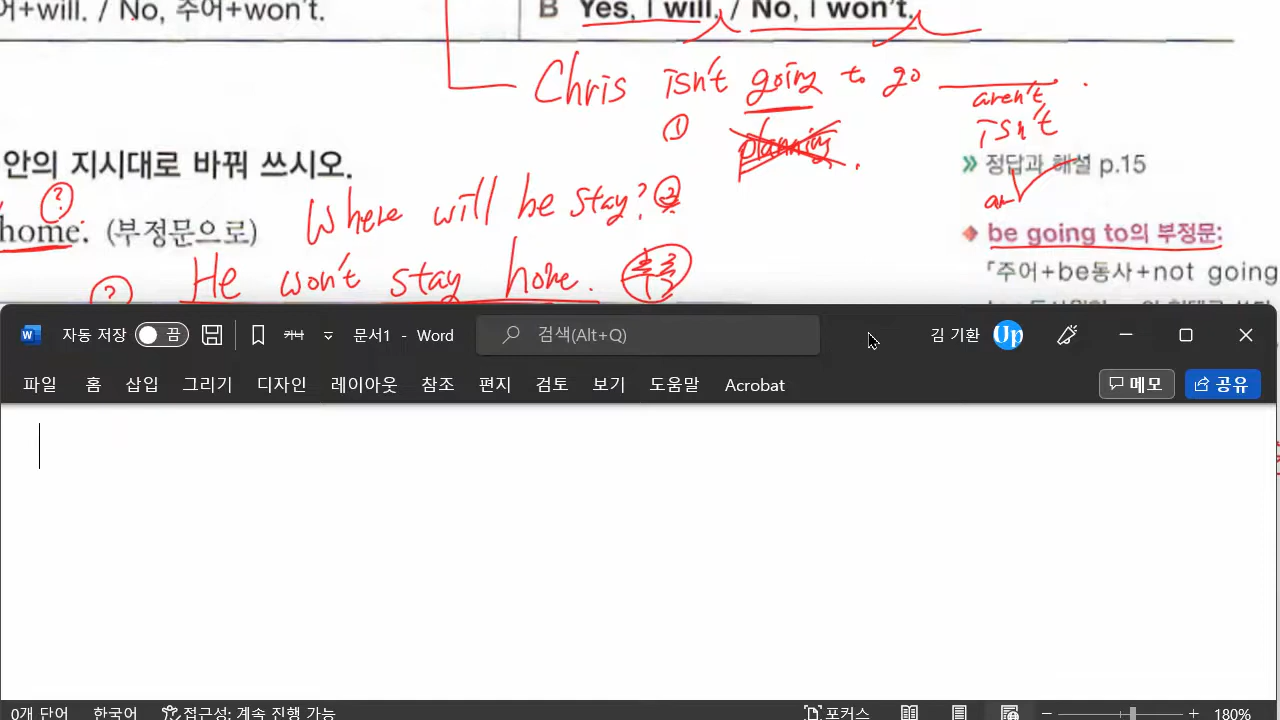 어+will. / No, 주어+won't.
B Yes, I will. / No, I won't.
Chris isn't going to go
aren't
isn't
①
planning
안의 지시대로 바꿔 쓰시오.
정답과 해설 p.15
?
Where will he stay?
home. (부정문으로)
be going to의 부정문:
He won't stay home.
「주어+be동사+not going
?
자동 저장 끔 가나 문서1 - Word 검색(Alt+Q) 김 기환 Up
파일 홈 삽입 그리기 디자인 레이아웃 참조 편지 검토 보기 도움말 Acrobat 메모 공유
0개 단어 한국어 접근성: 계속 진행 가능 포커스 180%